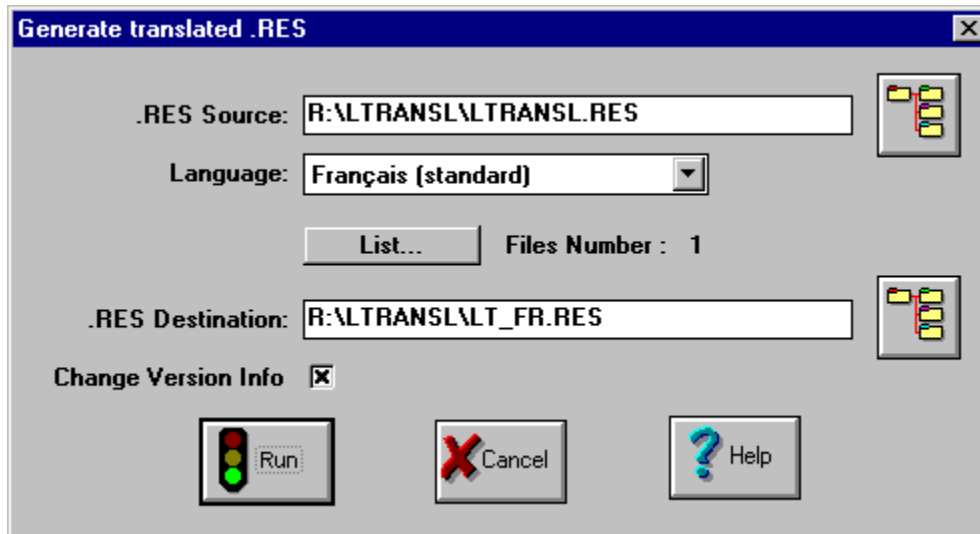 Generate translated .RES
.RES Source: R:\LTRANSL\LTRANSL.RES
Language: Français (standard)
List... Files Number : 1
.RES Destination: R:\LTRANSL\LT_FR.RES
Change Version Info
Run Cancel Help